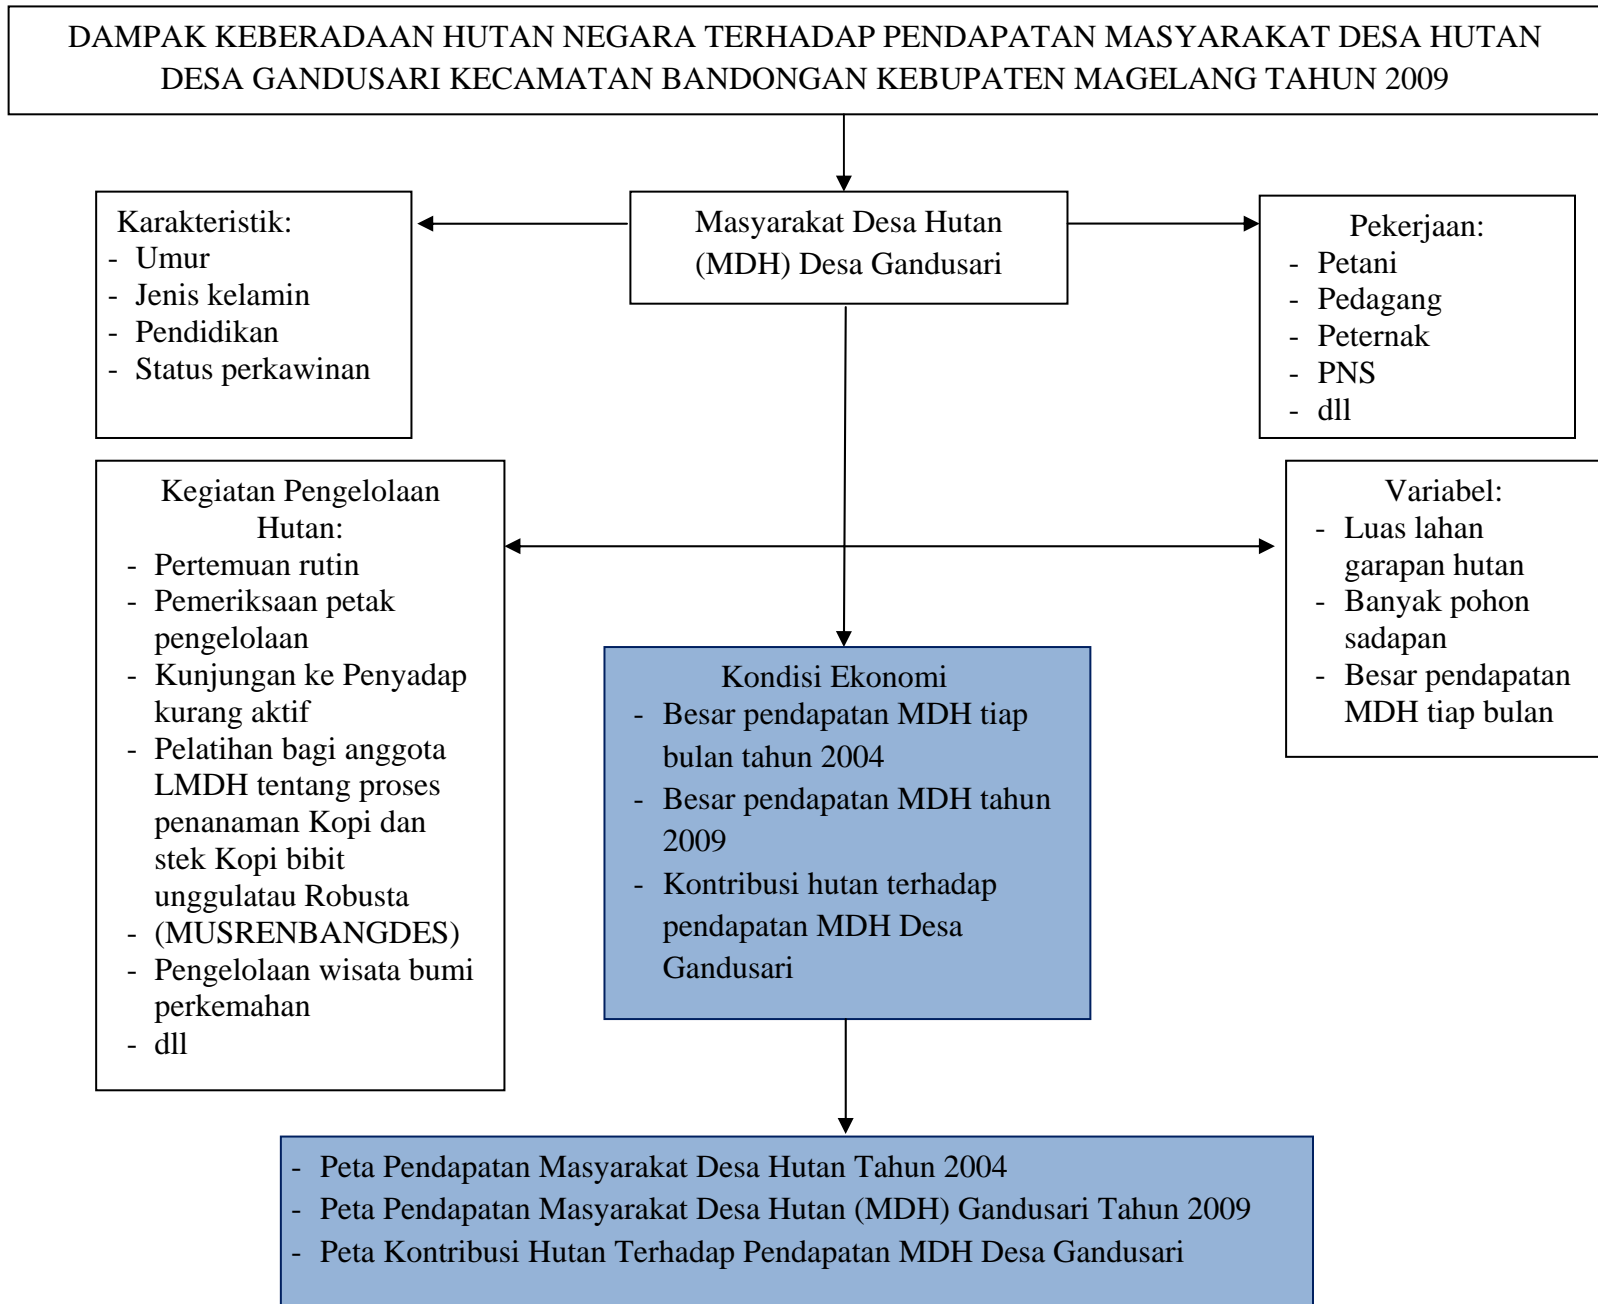 DAMPAK KEBERADAAN HUTAN NEGARA TERHADAP PENDAPATAN MASYARAKAT DESA HUTAN
DESA GANDUSARI KECAMATAN BANDONGAN KEBUPATEN MAGELANG TAHUN 2009
Karakteristik:
- Umur
- Jenis kelamin
- Pendidikan
- Status perkawinan
Masyarakat Desa Hutan
(MDH) Desa Gandusari
Pekerjaan:
- Petani
- Pedagang
- Peternak
- PNS
- dll
Kegiatan Pengelolaan
Hutan:
- Pertemuan rutin
- Pemeriksaan petak
pengelolaan
- Kunjungan ke Penyadap
kurang aktif
- Pelatihan bagi anggota
LMDH tentang proses
penanaman Kopi dan
stek Kopi bibit
unggulatau Robusta
- (MUSRENBANGDES)
- Pengelolaan wisata bumi
perkemahan
- dll
Variabel:
- Luas lahan
garapan hutan
- Banyak pohon
sadapan
- Besar pendapatan
MDH tiap bulan
Kondisi Ekonomi
- Besar pendapatan MDH tiap
bulan tahun 2004
- Besar pendapatan MDH tahun
2009
- Kontribusi hutan terhadap
pendapatan MDH Desa
Gandusari
- Peta Pendapatan Masyarakat Desa Hutan Tahun 2004
- Peta Pendapatan Masyarakat Desa Hutan (MDH) Gandusari Tahun 2009
- Peta Kontribusi Hutan Terhadap Pendapatan MDH Desa Gandusari